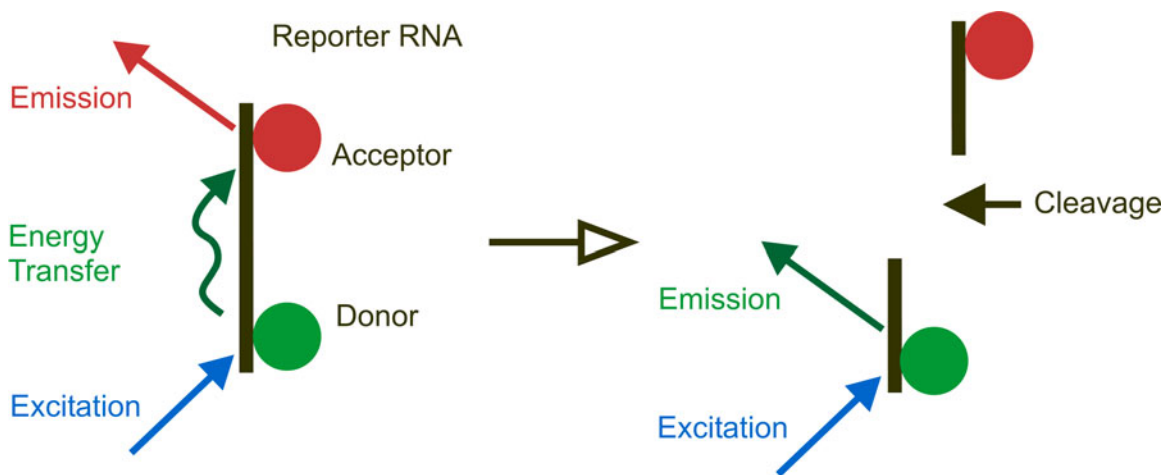 Reporter RNA
Emission
Acceptor
Energy
Transfer
Donor
Excitation
Cleavage
Emission
Excitation